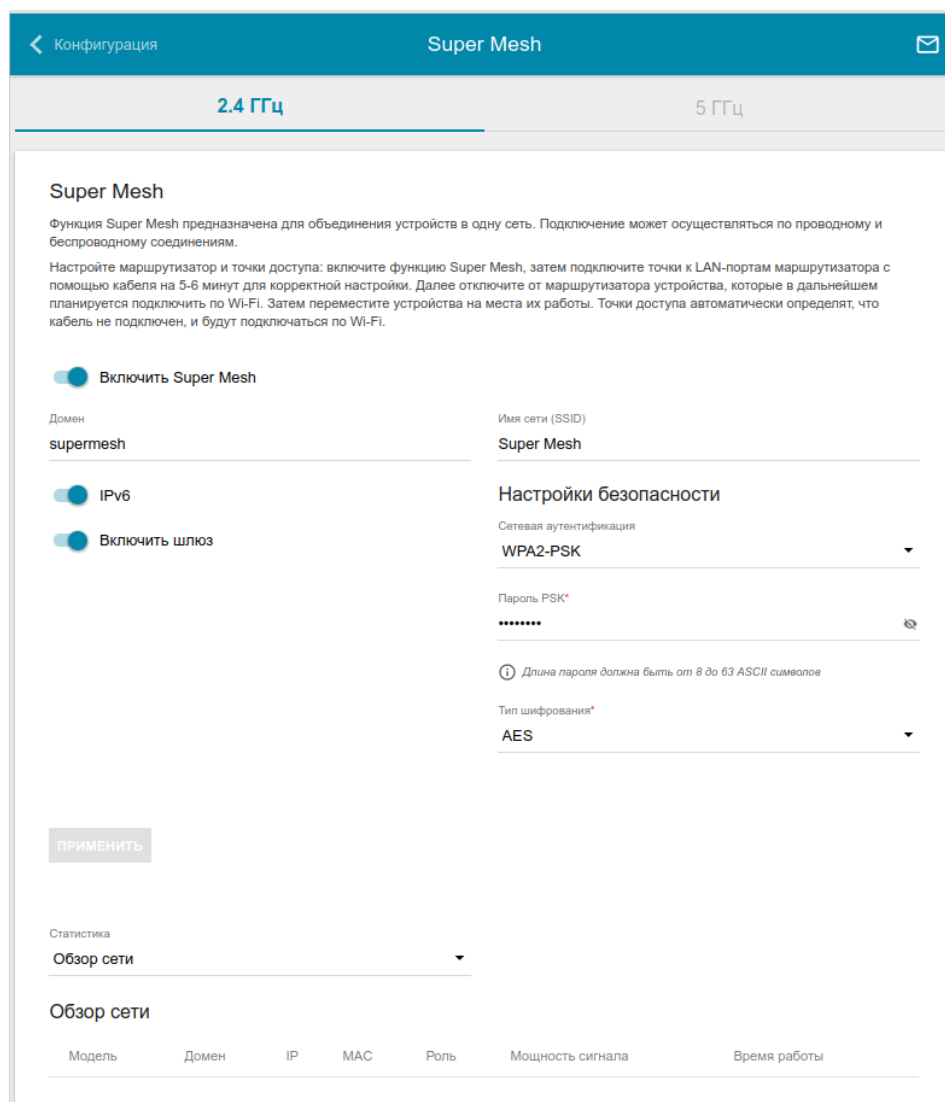 Конфигурация
Super Mesh
2.4 ГГц
5 ГГц
Super Mesh
Функция Super Mesh предназначена для объединения устройств в одну сеть. Подключение может осуществляться по проводному и
беспроводному соединениям.
Настройте маршрутизатор и точки доступа: включите функцию Super Mesh, затем подключите точки к LAN-портам маршрутизатора с
помощью кабеля на 5-6 минут для корректной настройки. Далее отключите от маршрутизатора устройства, которые в дальнейшем
планируется подключить по Wi-Fi. Затем переместите устройства на места их работы. Точки доступа автоматически определят, что
кабель не подключен, и будут подключаться по Wi-Fi.
Включить Super Mesh
Домен
supermesh
Имя сети (SSID)
Super Mesh
IPv6
Включить шлюз
Настройки безопасности
Сетевая аутентификация
WPA2-PSK
Пароль PSK*
••••••••
Длина пароля должна быть от 8 до 63 ASCII символов
Тип шифрования*
AES
ПРИМЕНИТЬ
Статистика
Обзор сети
Обзор сети
Модель Домен IP MAC Роль Мощность сигнала Время работы